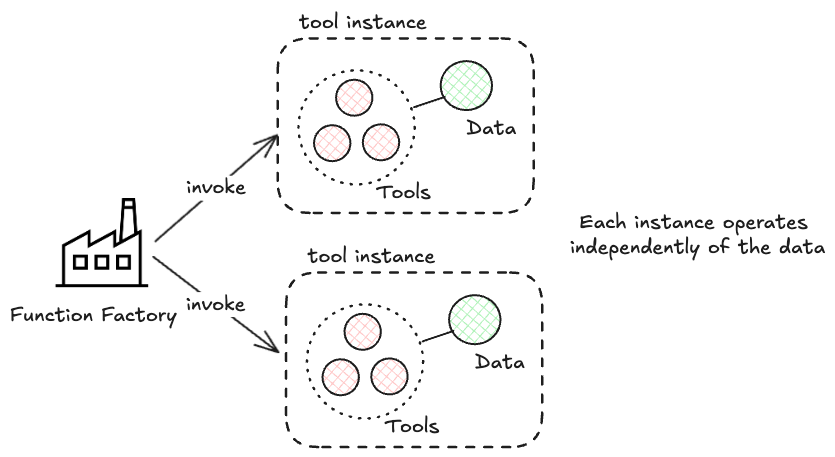 tool instance
Data
Tools
invoke
Each instance operates
independently of the data
tool instance
invoke
Function Factory
Data
Tools